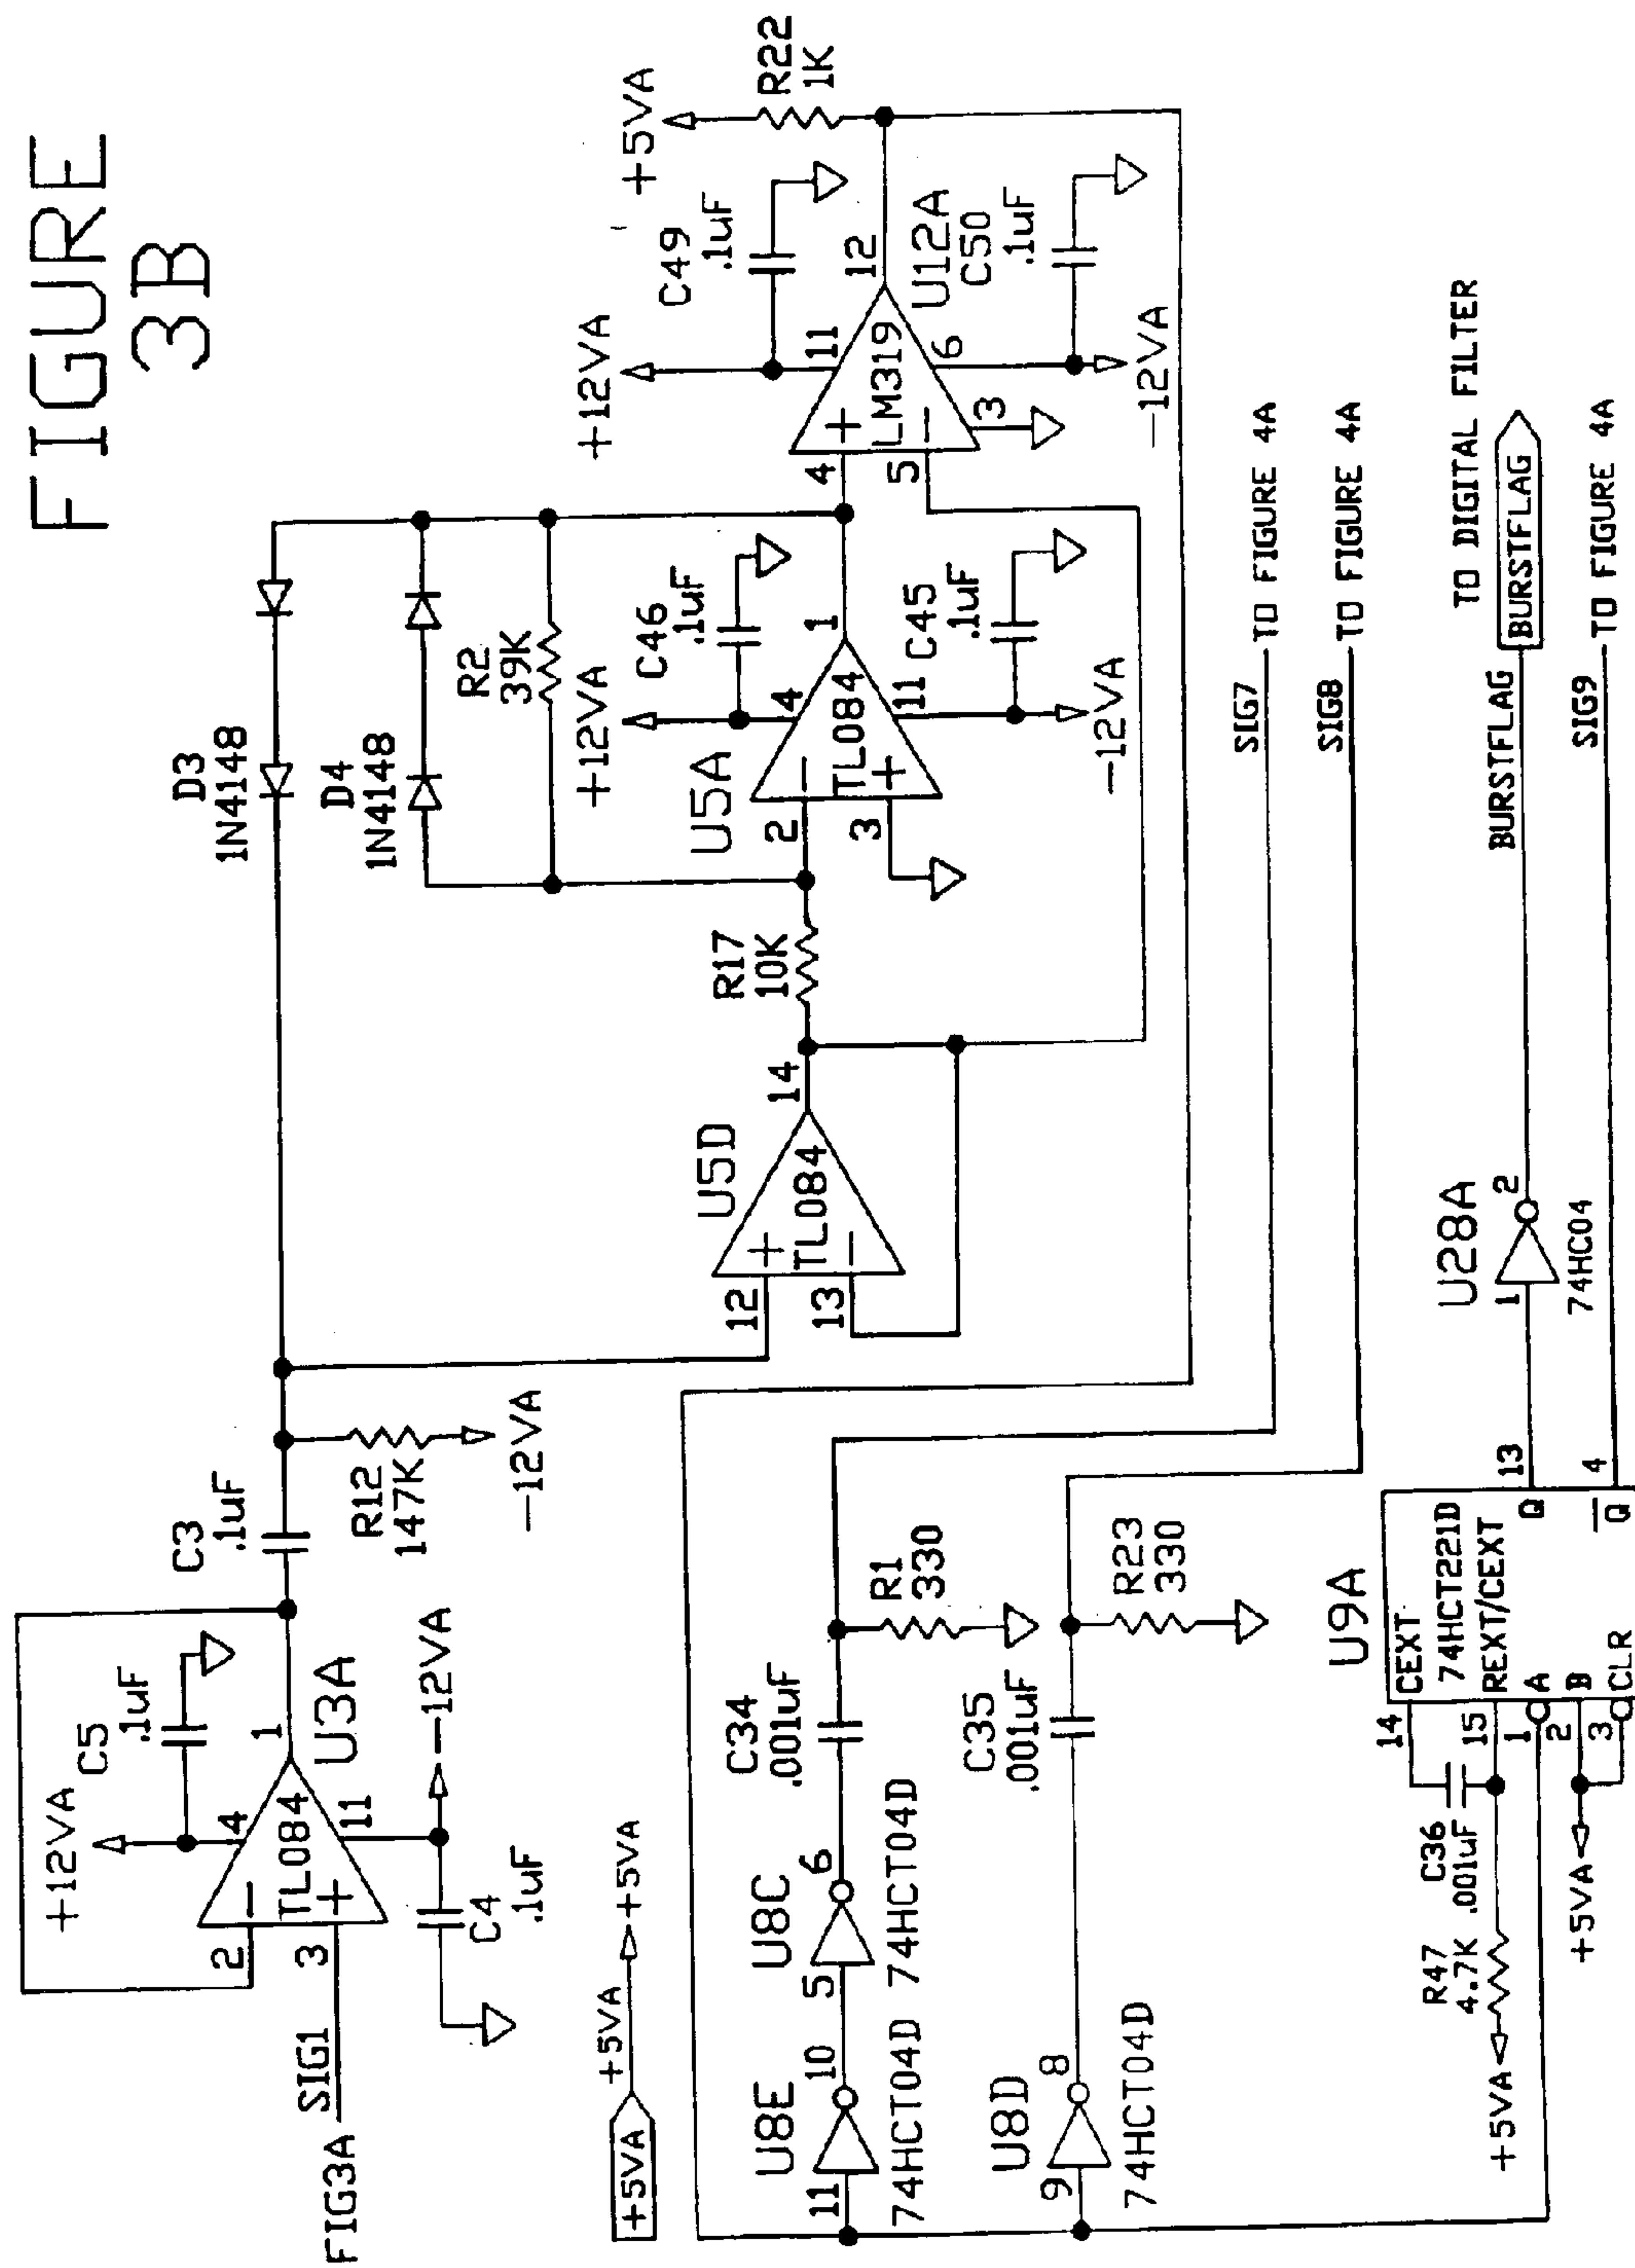 FIGURE
3B
FIG3A
SIG1
2
3
+12VA
4
TL084
11
1
U3A
C5
.1uF
C4
.1uF
-12VA
C3
.1uF
R12
147K
-12VA
D3
1N4148
D4
1N4148
R2
39K
U5D
12
13
TL084
14
R17
10K
U5A
2
3
TL084
4
11
1
+12VA
C46
.1uF
C45
.1uF
-12VA
+12VA
C49
.1uF
4
5
LM319
11
6
3
12
U12A
C50
.1uF
-12VA
+5VA
R22
1K
+5VA
+5VA
+5VA
U8E
11
10
74HCT04D
U8C
5
6
74HCT04D
C34
.001uF
R1
330
SIG7
TO FIGURE 4A
U8D
9
8
74HCT04D
C35
.001uF
R23
330
SIG8
TO FIGURE 4A
U9A
14
CEXT
74HCT221D
15
REXT/CEXT
1
A
2
B
3
CLR
Q
13
Q
4
R47
4.7K
C36
.001uF
+5VA
+5VA
U28A
1
2
74HC04
BURSTFLAG
BURSTFLAG
TO DIGITAL FILTER
SIG9
TO FIGURE 4A